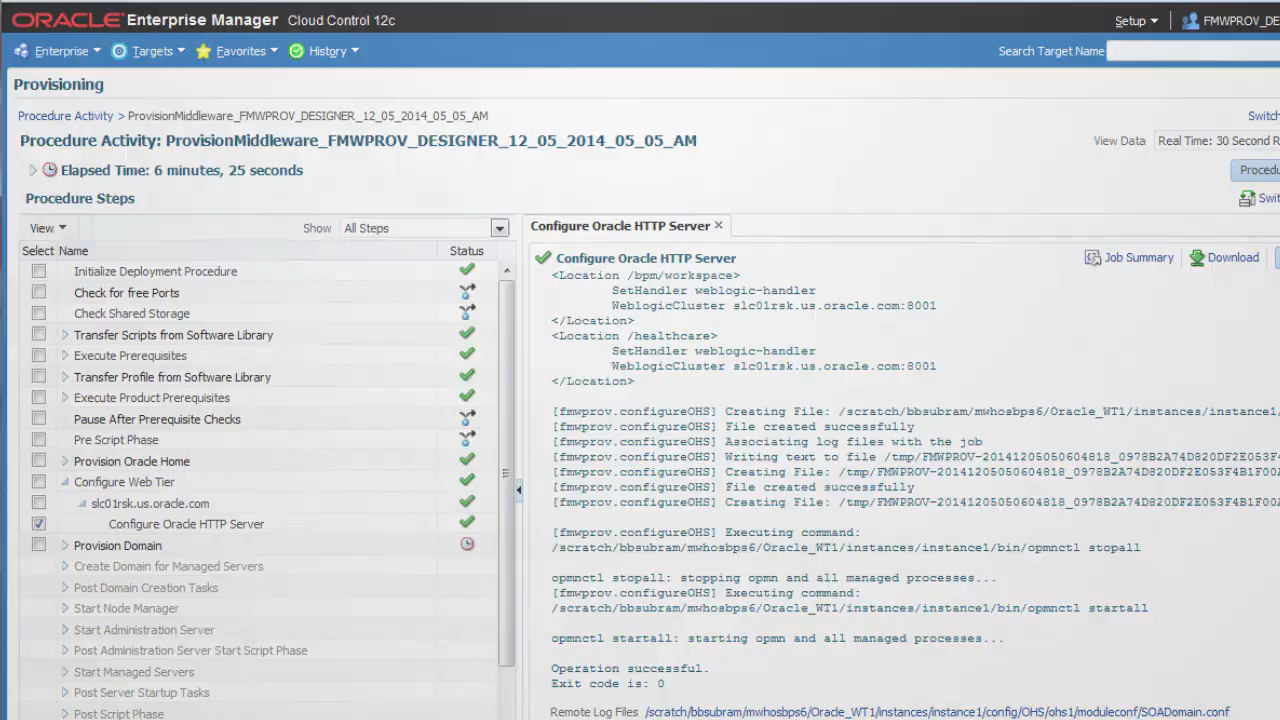 ORACLE Enterprise Manager Cloud Control 12c
Setup FMWPROV_DE
Enterprise Targets Favorites History Search Target Name
Provisioning
Procedure Activity > ProvisionMiddleware_FMWPROV_DESIGNER_12_05_2014_05_05_AM
Switch
Procedure Activity: ProvisionMiddleware_FMWPROV_DESIGNER_12_05_2014_05_05_AM
View Data Real Time: 30 Second R
Elapsed Time: 6 minutes, 25 seconds
Procedu
Procedure Steps
Swit
View Show All Steps
Select Name Status
Initialize Deployment Procedure
Check for free Ports
Check Shared Storage
Transfer Scripts from Software Library
Execute Prerequisites
Transfer Profile from Software Library
Execute Product Prerequisites
Pause After Prerequisite Checks
Pre Script Phase
Provision Oracle Home
Configure Web Tier
slc01rsk.us.oracle.com
Configure Oracle HTTP Server
Provision Domain
Create Domain for Managed Servers
Post Domain Creation Tasks
Start Node Manager
Start Administration Server
Post Administration Server Start Script Phase
Start Managed Servers
Post Server Startup Tasks
Post Script Phase
Configure Oracle HTTP Server
Configure Oracle HTTP Server Job Summary Download
<Location /bpm/workspace>
SetHandler weblogic-handler
WeblogicCluster slc01rsk.us.oracle.com:8001
</Location>
<Location /healthcare>
SetHandler weblogic-handler
WeblogicCluster slc01rsk.us.oracle.com:8001
</Location>
[fmwprov.configureOHS] Creating File: /scratch/bbsubram/mwhosbps6/Oracle_WT1/instances/instance1,
[fmwprov.configureOHS] File created successfully
[fmwprov.configureOHS] Associating log files with the job
[fmwprov.configureOHS] Writing text to file /tmp/FMWPROV-20141205050604818_0978B2A74D820DF2E053F4
[fmwprov.configureOHS] Creating File: /tmp/FMWPROV-20141205050604818_0978B2A74D820DF2E053F4B1F00A
[fmwprov.configureOHS] File created successfully
[fmwprov.configureOHS] Creating File: /tmp/FMWPROV-20141205050604818_0978B2A74D820DF2E053F4B1F00A
[fmwprov.configureOHS] Executing command:
/scratch/bbsubram/mwhosbps6/Oracle_WT1/instances/instance1/bin/opmnctl stopall
opmnctl stopall: stopping opmn and all managed processes...
[fmwprov.configureOHS] Executing command:
/scratch/bbsubram/mwhosbps6/Oracle_WT1/instances/instance1/bin/opmnctl startall
opmnctl startall: starting opmn and all managed processes...
Operation successful.
Exit code is: 0
Remote Log Files /scratch/bbsubram/mwhosbps6/Oracle_WT1/instances/instance1/config/OHS/ohs1/moduleconf/SOADomain.conf